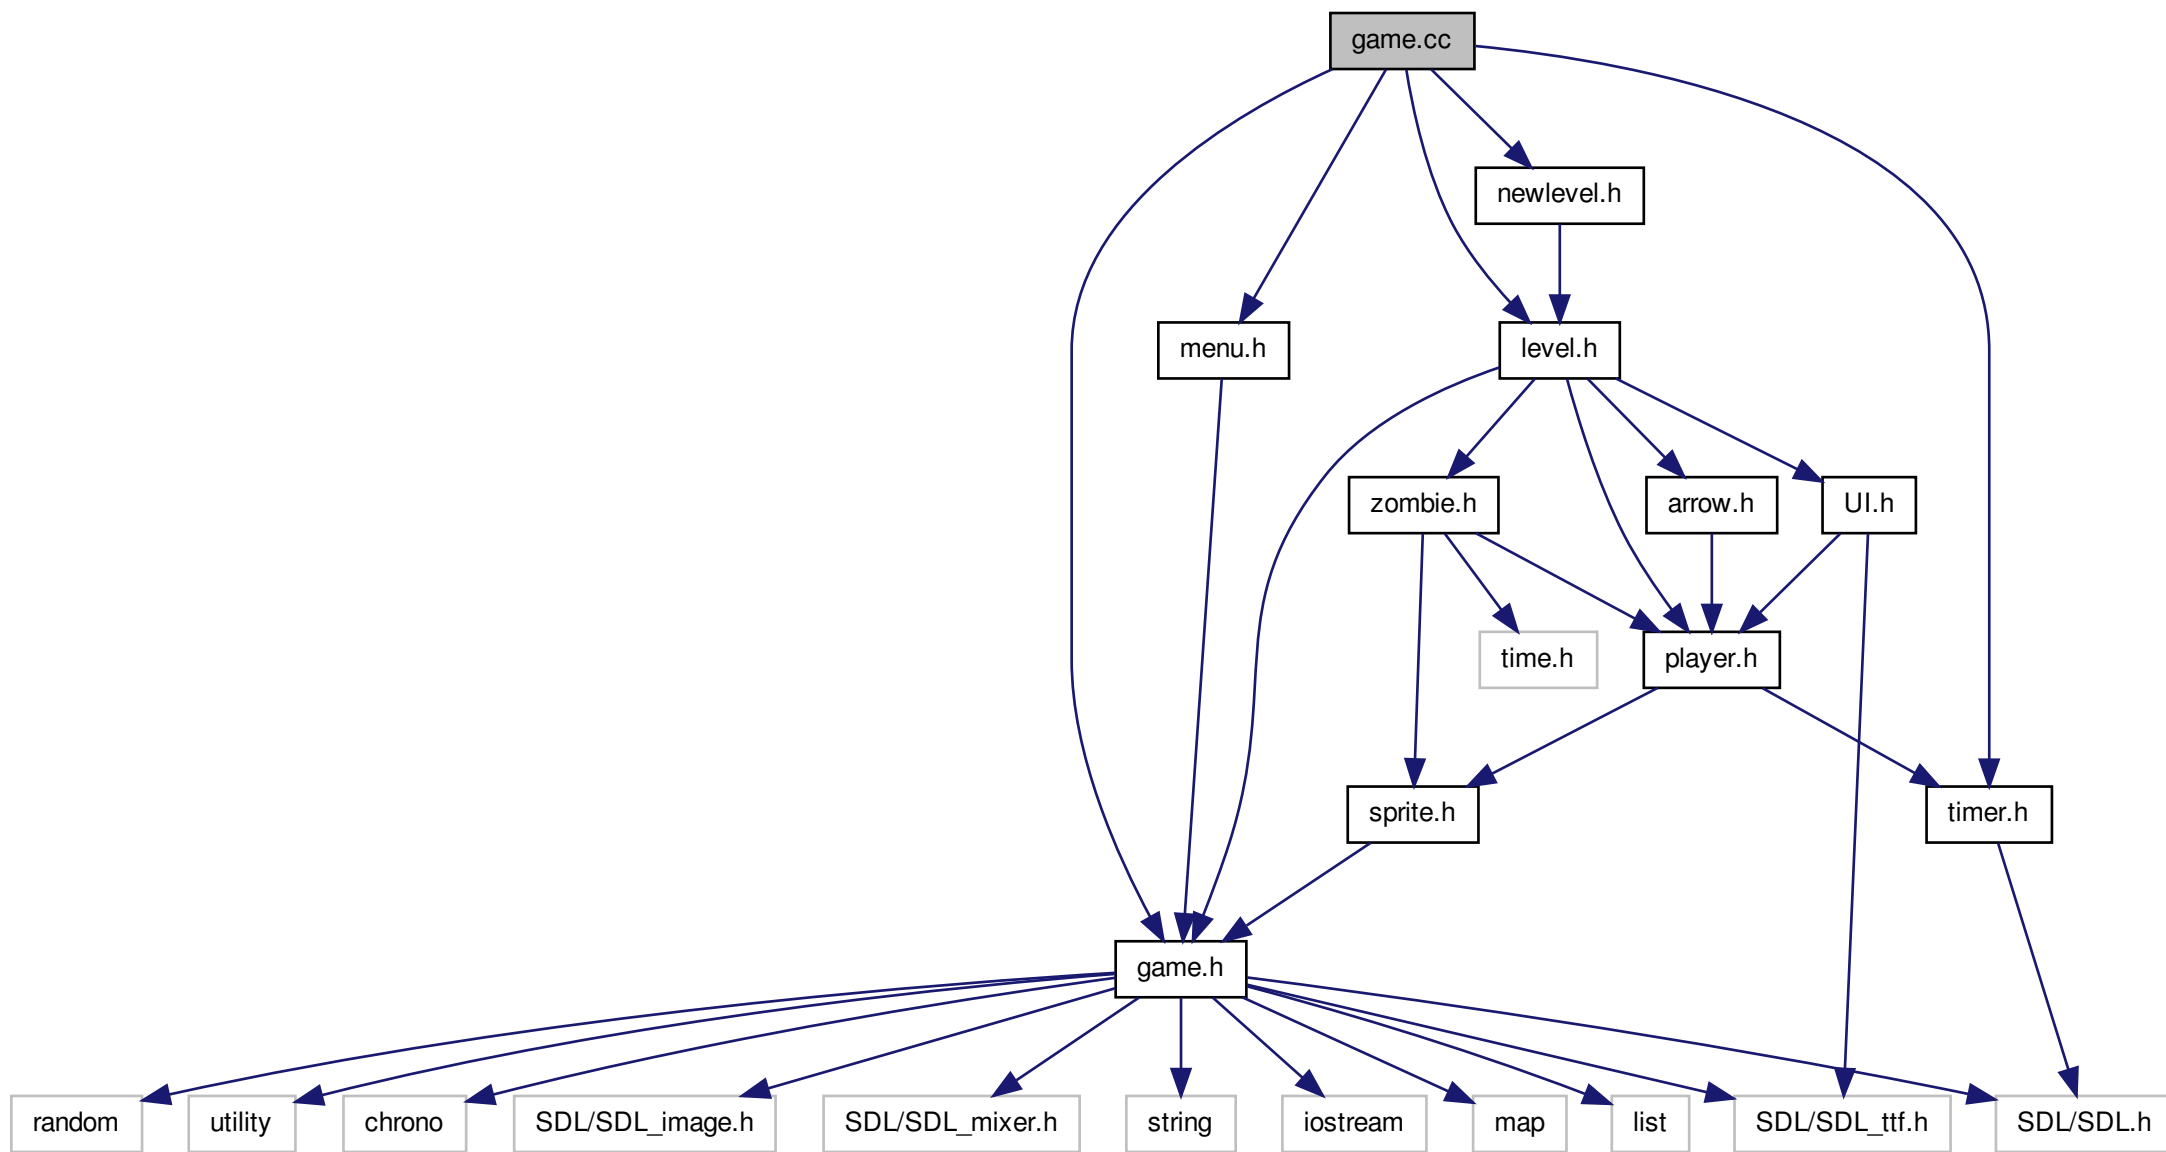 game.cc
newlevel.h
menu.h
level.h
zombie.h
arrow.h
UI.h
time.h
player.h
sprite.h
timer.h
game.h
random
utility
chrono
SDL/SDL_image.h
SDL/SDL_mixer.h
string
iostream
map
list
SDL/SDL_ttf.h
SDL/SDL.h